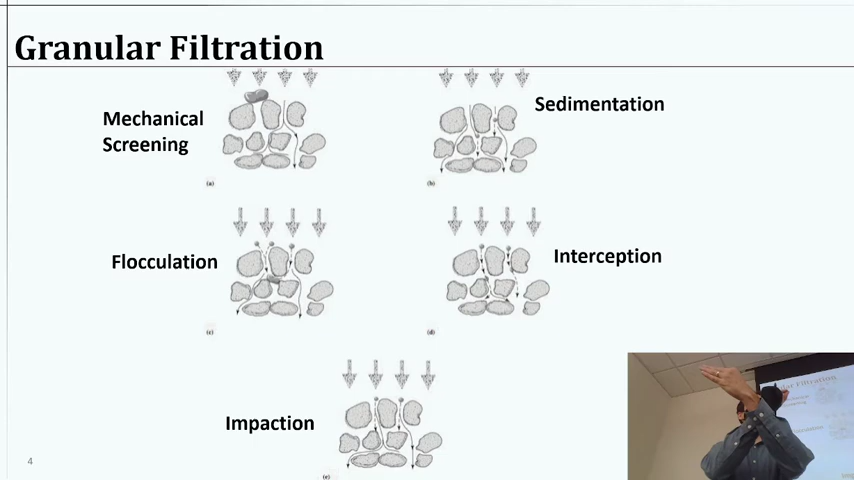 Granular Filtration
Mechanical
Screening
(a)
Sedimentation
(b)
Flocculation
(c)
Interception
(d)
Impaction
(e)
4